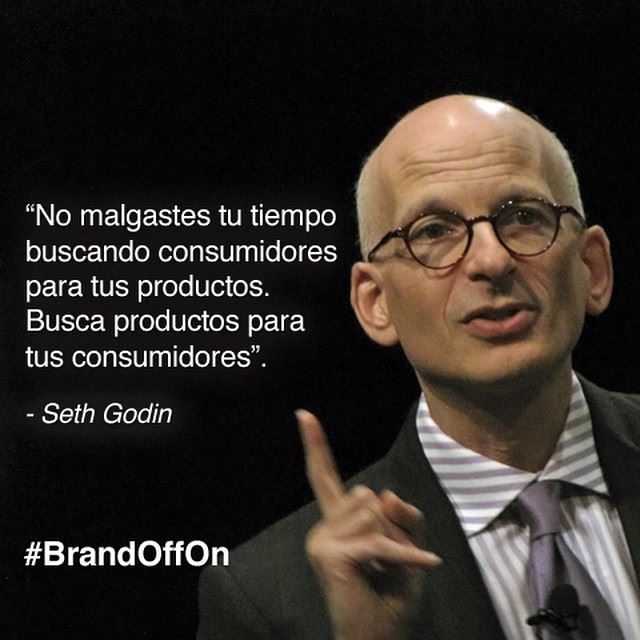 “No malgastes tu tiempo
buscando consumidores
para tus productos.
Busca productos para
tus consumidores”.
- Seth Godin
#BrandOffOn